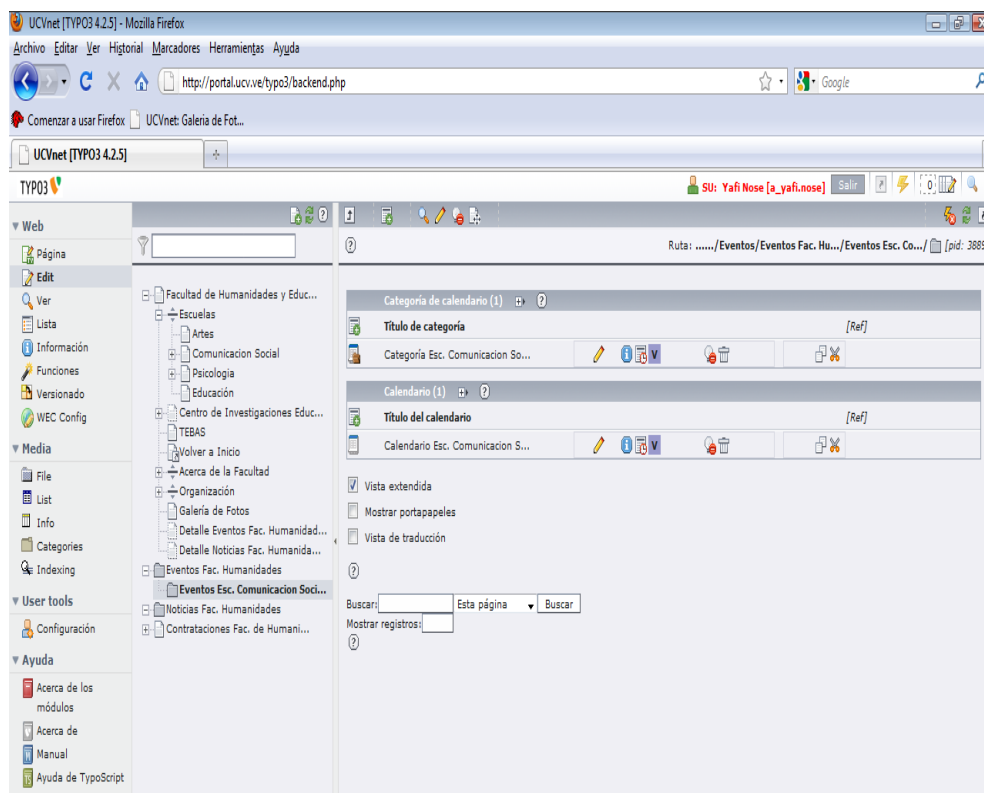 UCVnet [TYPO3 4.2.5] - Mozilla Firefox
Archivo Editar Ver Historial Marcadores Herramientas Ayuda
http://portal.ucv.ve/typo3/backend.php
Google
Comenzar a usar Firefox UCVnet: Galeria de Fot...
UCVnet [TYPO3 4.2.5]
TYPO3
SU: Yafi Nose [a_yafi.nose] Salir 0
Web
Página
Edit
Ver
Lista
Información
Funciones
Versionado
WEC Config
Media
File
List
Info
Categories
Indexing
User tools
Configuración
Ayuda
Acerca de los
módulos
Acerca de
Manual
Ayuda de TypoScript
Facultad de Humanidades y Educ...
Escuelas
Artes
Comunicacion Social
Psicologia
Educación
Centro de Investigaciones Educ...
TEBAS
Volver a Inicio
Acerca de la Facultad
Organización
Galería de Fotos
Detalle Eventos Fac. Humanidad...
Detalle Noticias Fac. Humanida...
Eventos Fac. Humanidades
Eventos Esc. Comunicacion Soci...
Noticias Fac. Humanidades
Contrataciones Fac. de Humani...
Ruta: ....../Eventos/Eventos Fac. Hu.../Eventos Esc. Co.../ [pid: 3889
Categoría de calendario (1)
Título de categoría [Ref]
Categoría Esc. Comunicacion So... V
Calendario (1)
Título del calendario [Ref]
Calendario Esc. Comunicacion S... V
Vista extendida
Mostrar portapapeles
Vista de traducción
Buscar: Esta página Buscar
Mostrar registros: